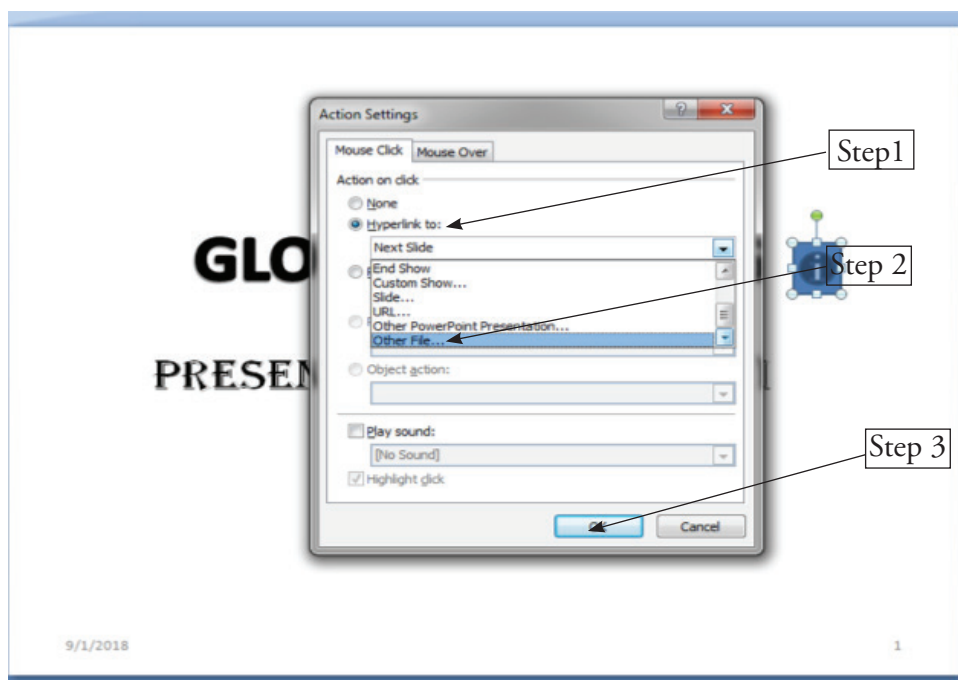 Action Settings
Mouse Click Mouse Over
Step1
Action on click
None
Hyperlink to:
Next Slide
GLO
End Show
Custom Show...
Slide...
Step 2
URL...
Other PowerPoint Presentation...
Other File...
PRESEN
Object action:
Play sound:
[No Sound]
Step 3
Highlight click
OK Cancel
9/1/2018 1